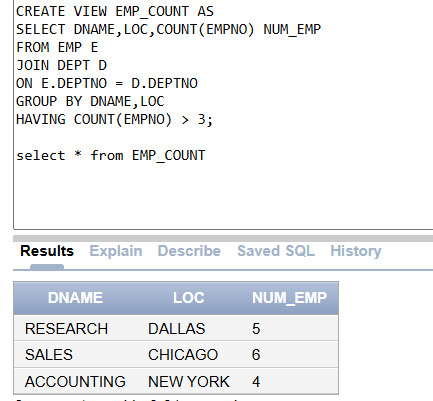 CREATE VIEW EMP_COUNT AS
SELECT DNAME,LOC,COUNT(EMPNO) NUM_EMP
FROM EMP E
JOIN DEPT D
ON E.DEPTNO = D.DEPTNO
GROUP BY DNAME,LOC
HAVING COUNT(EMPNO) > 3;
select * from EMP_COUNT
Results Explain Describe Saved SQL History
DNAME LOC NUM_EMP
RESEARCH DALLAS 5
SALES CHICAGO 6
ACCOUNTING NEW YORK 4